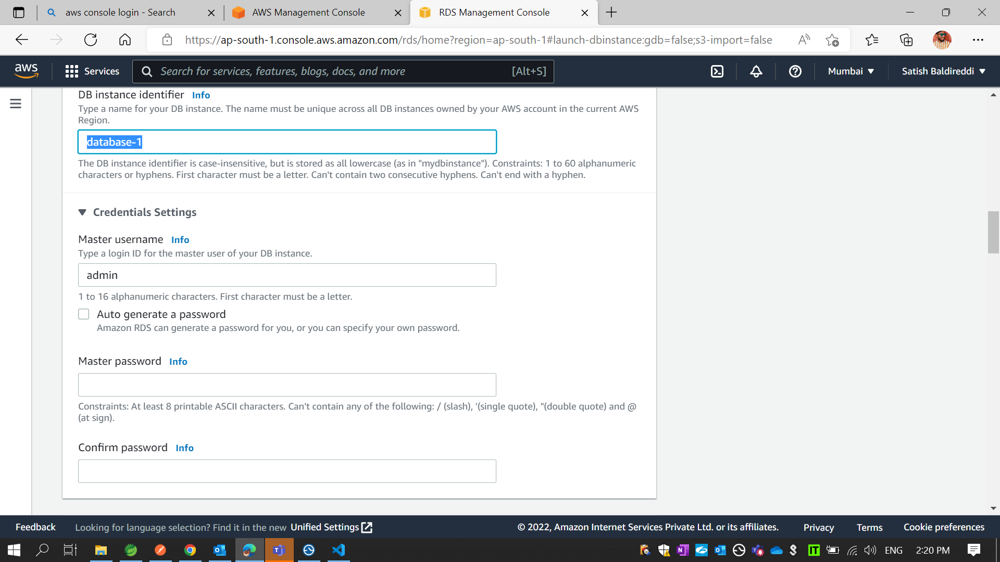 aws console login - Search
AWS Management Console
RDS Management Console
https://ap-south-1.console.aws.amazon.com/rds/home?region=ap-south-1#launch-dbinstance:gdb=false;s3-import=false
aws
Services
Search for services, features, blogs, docs, and more
[Alt+S]
Mumbai
Satish Baldireddi
DB instance identifier Info
Type a name for your DB instance. The name must be unique across all DB instances owned by your AWS account in the current AWS
Region.
database-1
The DB instance identifier is case-insensitive, but is stored as all lowercase (as in "mydbinstance"). Constraints: 1 to 60 alphanumeric
characters or hyphens. First character must be a letter. Can't contain two consecutive hyphens. Can't end with a hyphen.
Credentials Settings
Master username Info
Type a login ID for the master user of your DB instance.
admin
1 to 16 alphanumeric characters. First character must be a letter.
Auto generate a password
Amazon RDS can generate a password for you, or you can specify your own password.
Master password Info
Constraints: At least 8 printable ASCII characters. Can't contain any of the following: / (slash), '(single quote), "(double quote) and @
(at sign).
Confirm password Info
Feedback
Looking for language selection? Find it in the new Unified Settings
© 2022, Amazon Internet Services Private Ltd. or its affiliates.
Privacy
Terms
Cookie preferences
ENG
2:20 PM